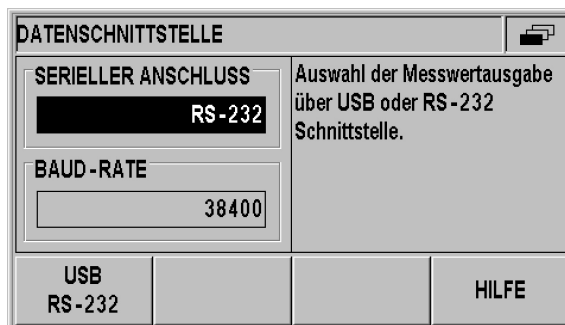 DATENSCHNITTSTELLE
SERIELLER ANSCHLUSS
RS-232
BAUD-RATE
38400
Auswahl der Messwertausgabe
über USB oder RS-232
Schnittstelle.
USB
RS-232
HILFE